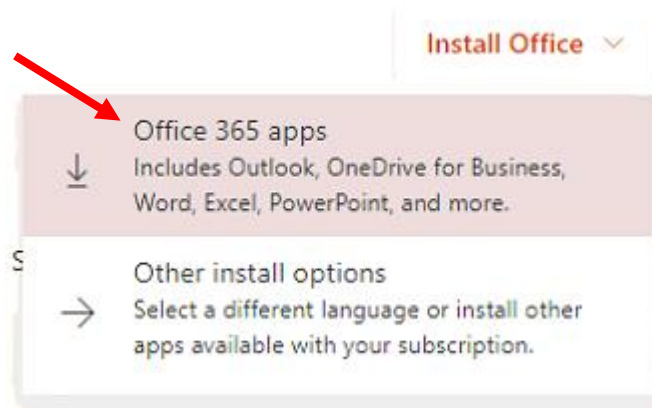 Install Office
Office 365 apps
Includes Outlook, OneDrive for Business,
Word, Excel, PowerPoint, and more.
S
Other install options
Select a different language or install other
apps available with your subscription.